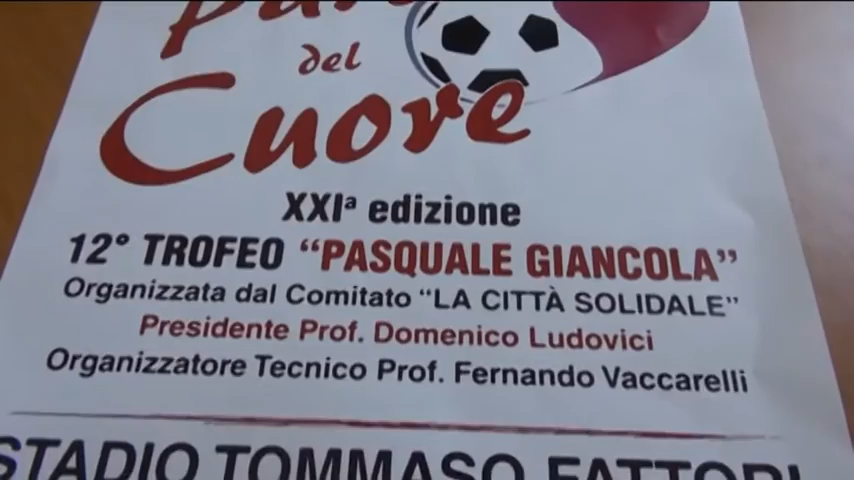 del
Cuore
XXIª edizione
12° TROFEO “PASQUALE GIANCOLA”
Organizzata dal Comitato “LA CITTÀ SOLIDALE”
Presidente Prof. Domenico Ludovici
Organizzatore Tecnico Prof. Fernando Vaccarelli
STADIO TOMMASO FATTORI